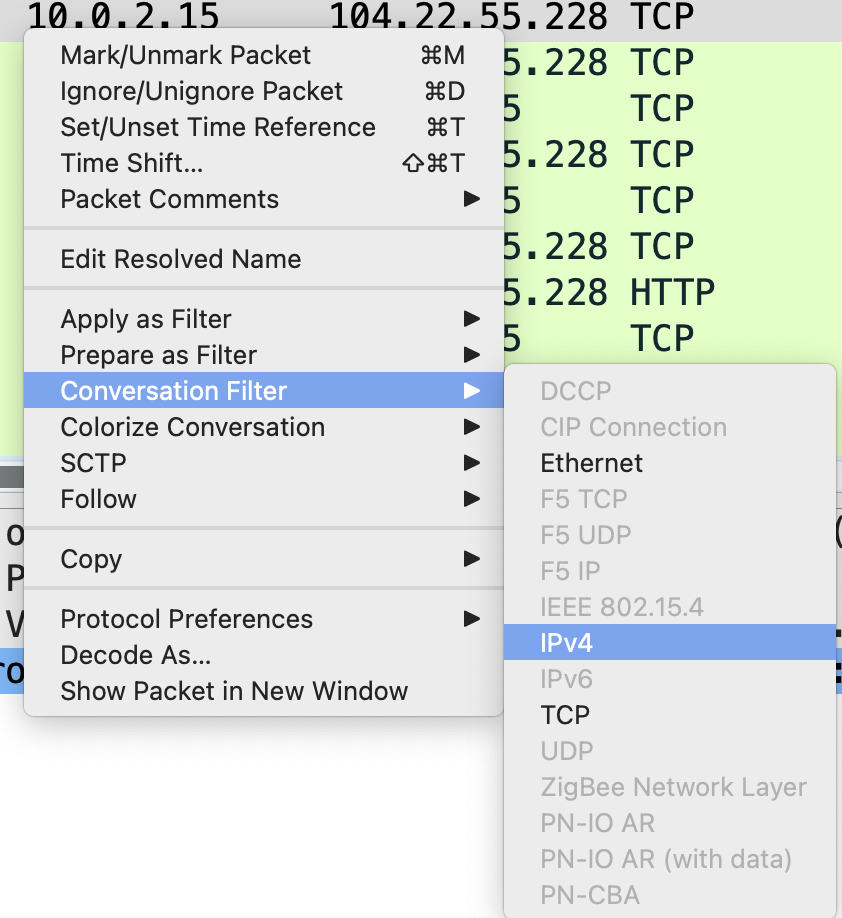 10.0.2.15 104.22.55.228 TCP
Mark/Unmark Packet ⌘M 5.228 TCP
Ignore/Unignore Packet ⌘D 5 TCP
Set/Unset Time Reference ⌘T
Time Shift... ⇧⌘T 5.228 TCP
Packet Comments ▶ 5 TCP
Edit Resolved Name 5.228 TCP
5.228 HTTP
Apply as Filter ▶
5 TCP
Prepare as Filter ▶
Conversation Filter ▶
Colorize Conversation ▶
SCTP ▶
Follow ▶
Copy ▶
Protocol Preferences ▶
Decode As...
Show Packet in New Window
DCCP
CIP Connection
Ethernet
F5 TCP
F5 UDP
F5 IP
IEEE 802.15.4
IPv4
IPv6
TCP
UDP
ZigBee Network Layer
PN-IO AR
PN-IO AR (with data)
PN-CBA